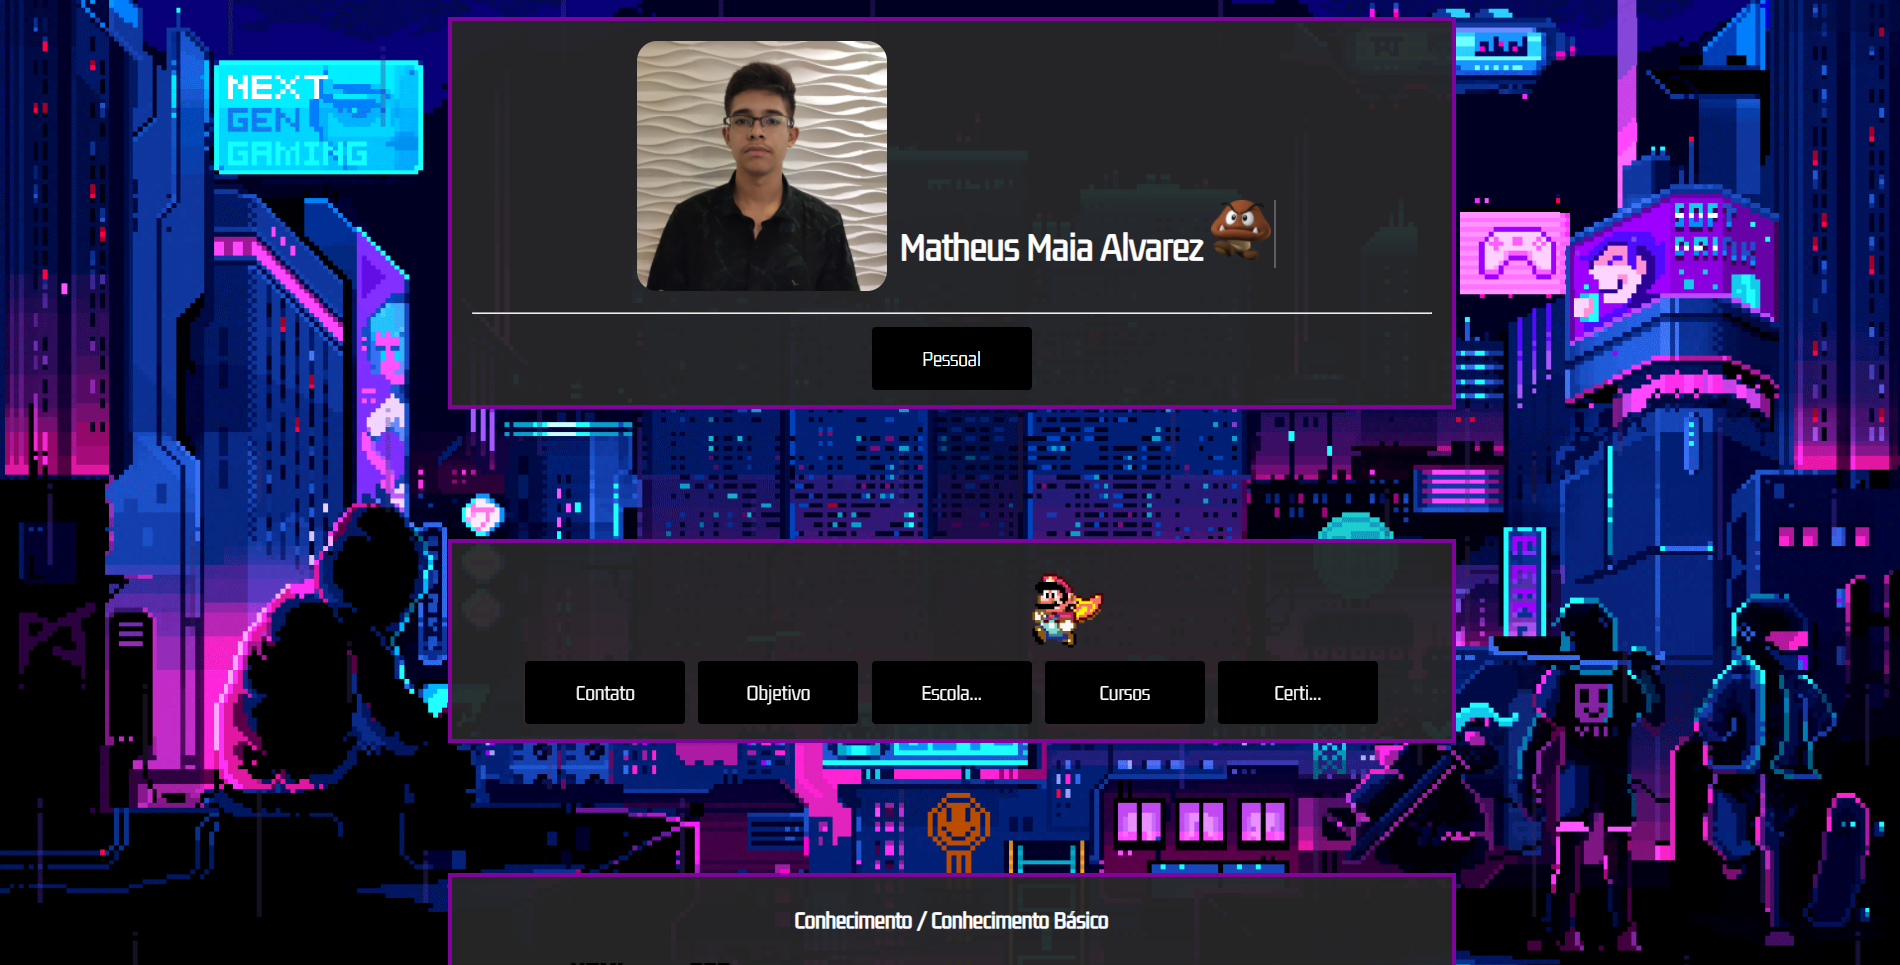 NEXT
GEN
GAMING
Matheus Maia Alvarez
SOFT
DRINK
Pessoal
Contato
Objetivo
Escola...
Cursos
Certi...
Conhecimento / Conhecimento Básico